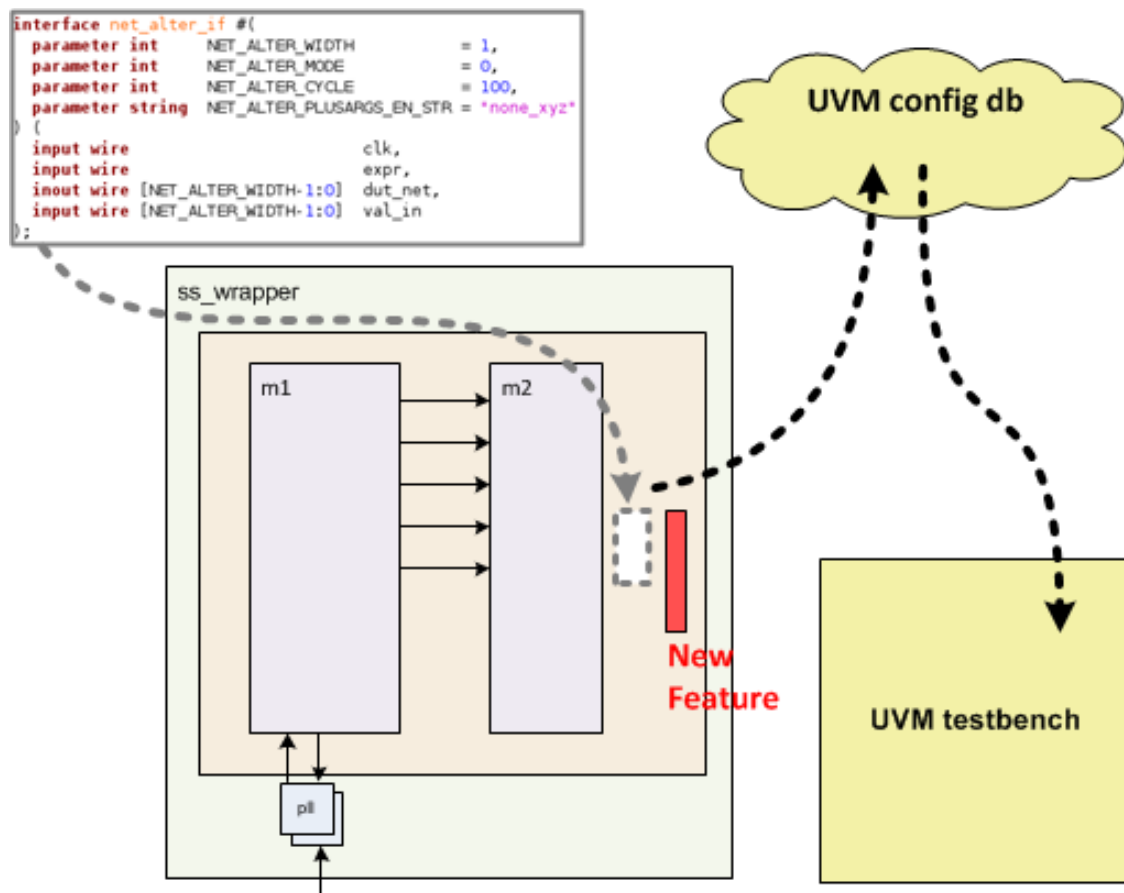 interface net_alter_if #(
parameter int NET_ALTER_WIDTH = 1,
parameter int NET_ALTER_MODE = 0,
parameter int NET_ALTER_CYCLE = 100,
parameter string NET_ALTER_PLUSARGS_EN_STR = "none_xyz"
) (
input wire clk,
input wire expr,
inout wire [NET_ALTER_WIDTH-1:0] dut_net,
input wire [NET_ALTER_WIDTH-1:0] val_in
);
UVM config db
ss_wrapper
m1
m2
New
Feature
UVM testbench
pll